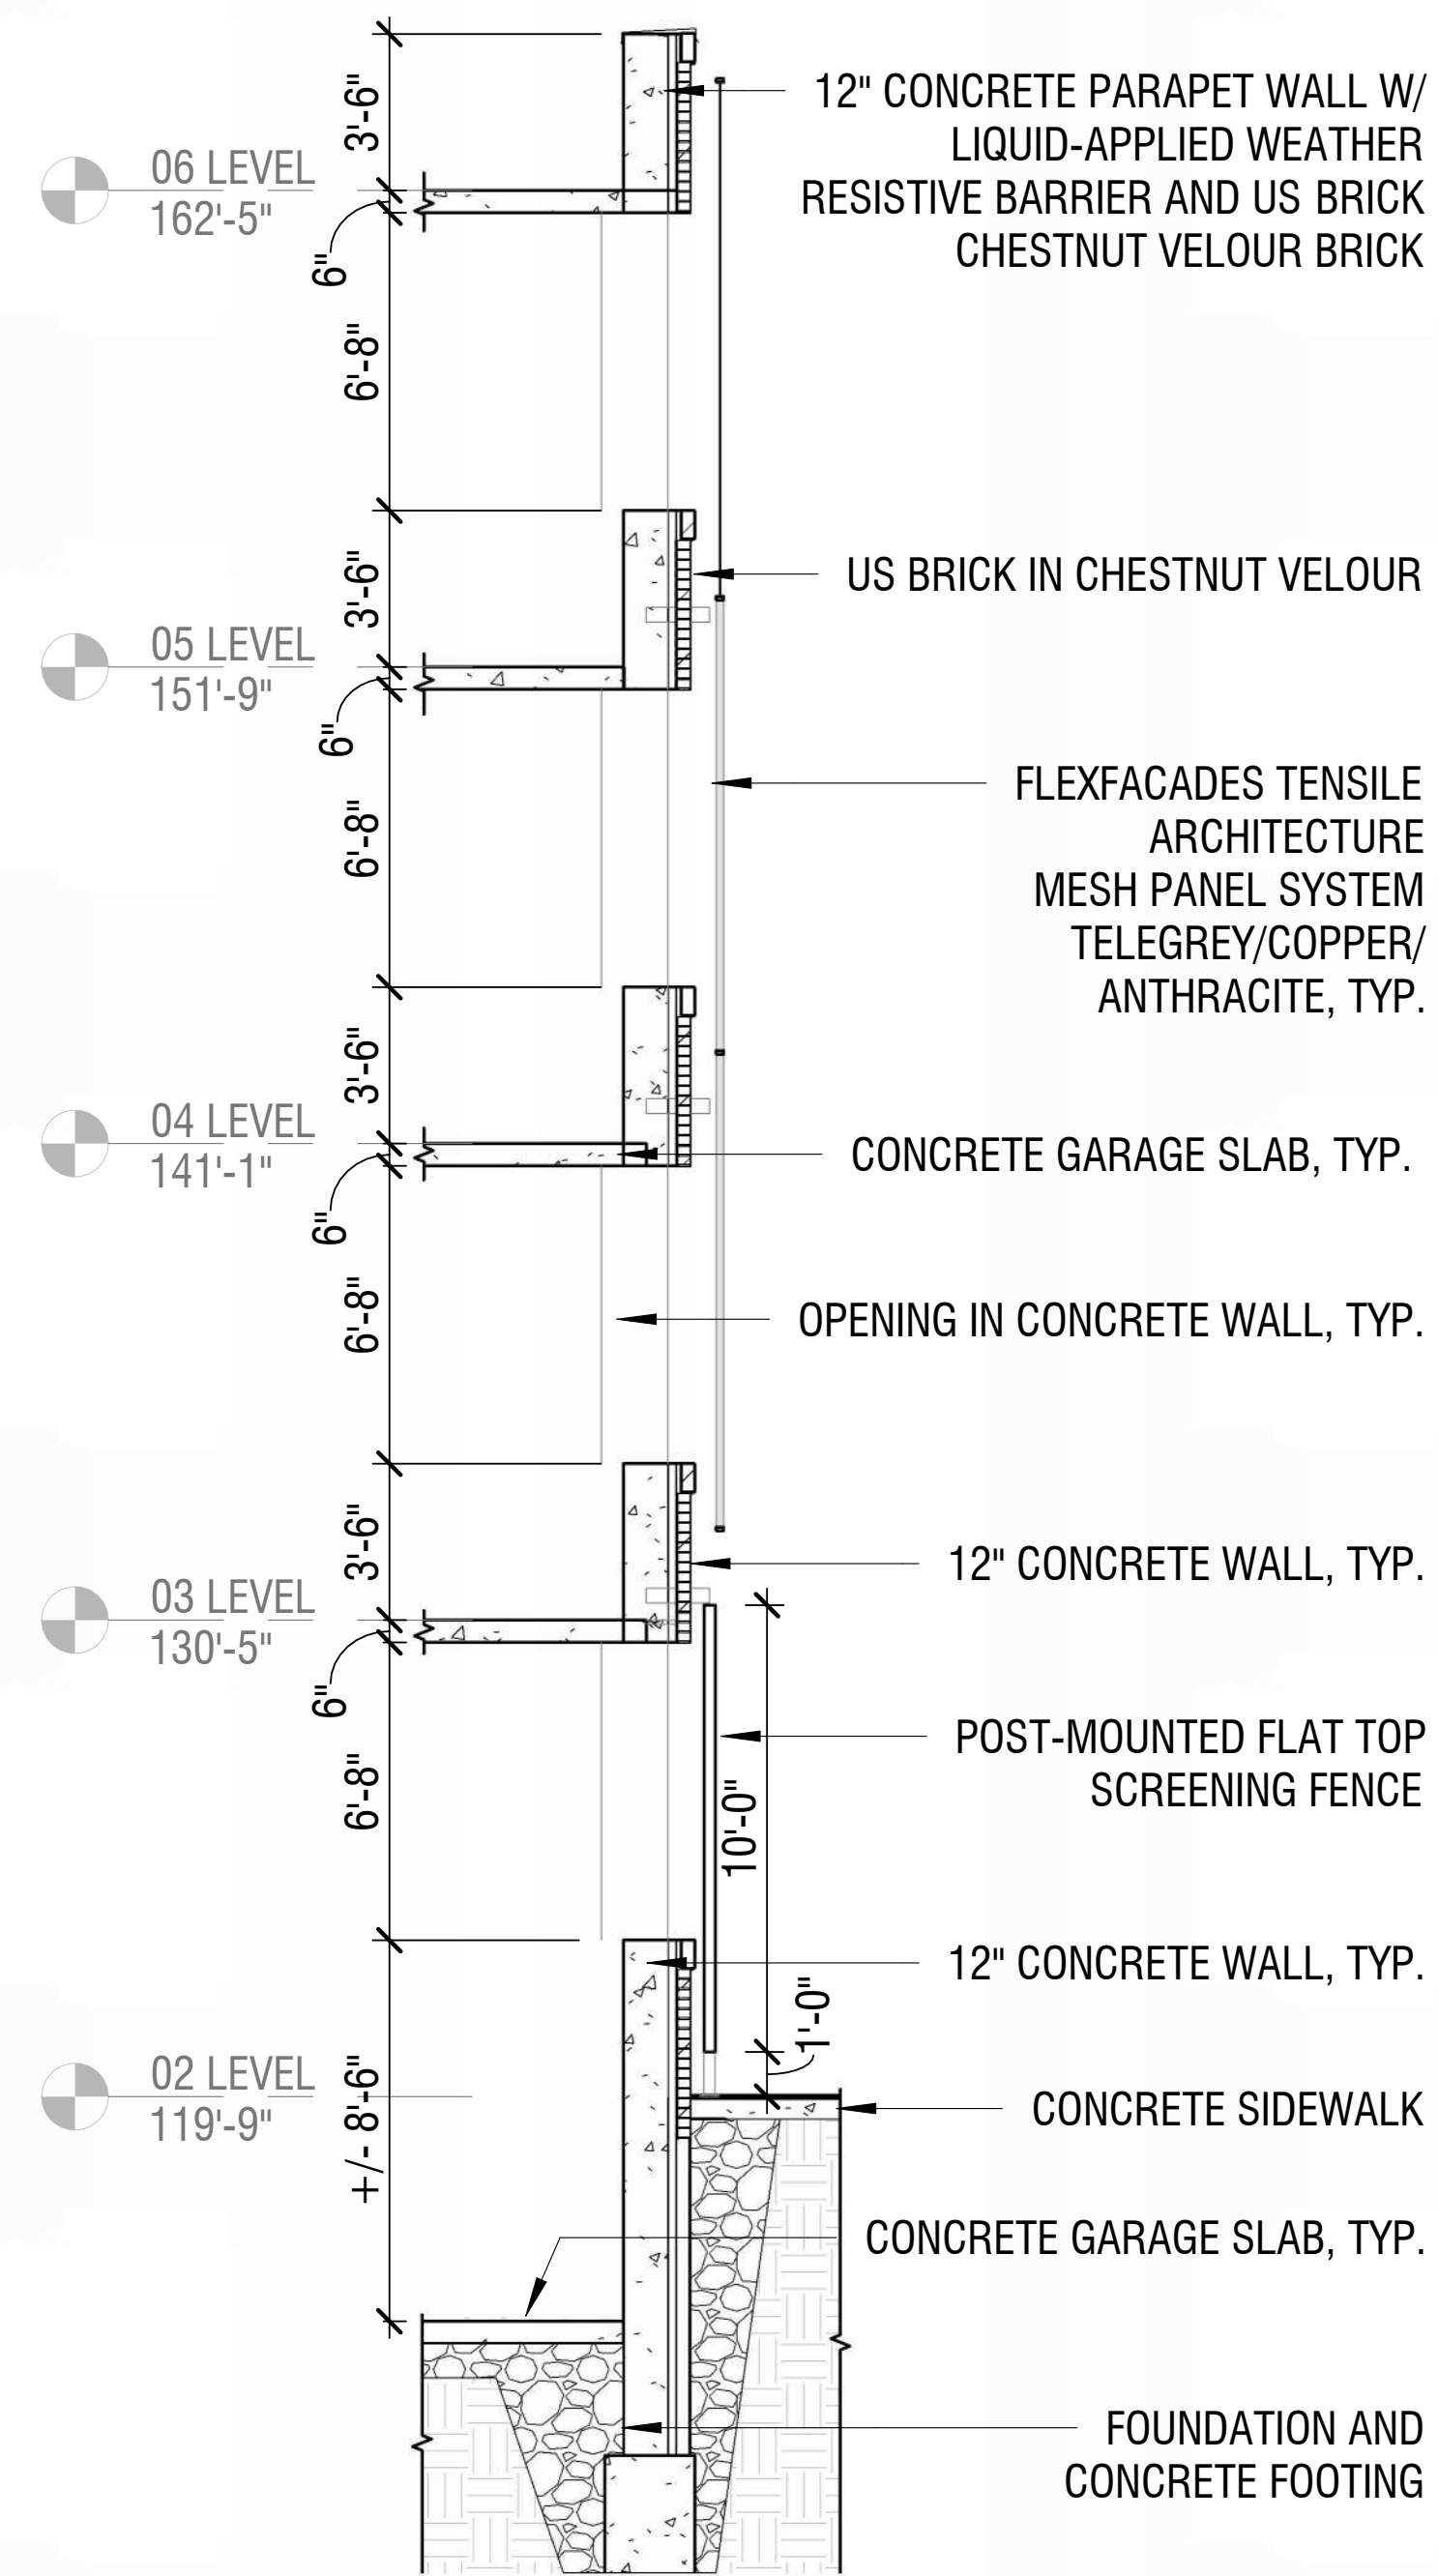 3'-6"
12" CONCRETE PARAPET WALL W/
LIQUID-APPLIED WEATHER
RESISTIVE BARRIER AND US BRICK
CHESTNUT VELOUR BRICK
06 LEVEL
162'-5"
6"
6'-8"
3'-6"
US BRICK IN CHESTNUT VELOUR
05 LEVEL
151'-9"
6"
6'-8"
FLEXFACADES TENSILE
ARCHITECTURE
MESH PANEL SYSTEM
TELEGREY/COPPER/
ANTHRACITE, TYP.
3'-6"
04 LEVEL
141'-1"
CONCRETE GARAGE SLAB, TYP.
6"
6'-8"
OPENING IN CONCRETE WALL, TYP.
3'-6"
12" CONCRETE WALL, TYP.
03 LEVEL
130'-5"
6"
6'-8"
POST-MOUNTED FLAT TOP
SCREENING FENCE
10'-0"
12" CONCRETE WALL, TYP.
1'-0"
02 LEVEL
119'-9"
+/- 8'-6"
CONCRETE SIDEWALK
CONCRETE GARAGE SLAB, TYP.
FOUNDATION AND
CONCRETE FOOTING